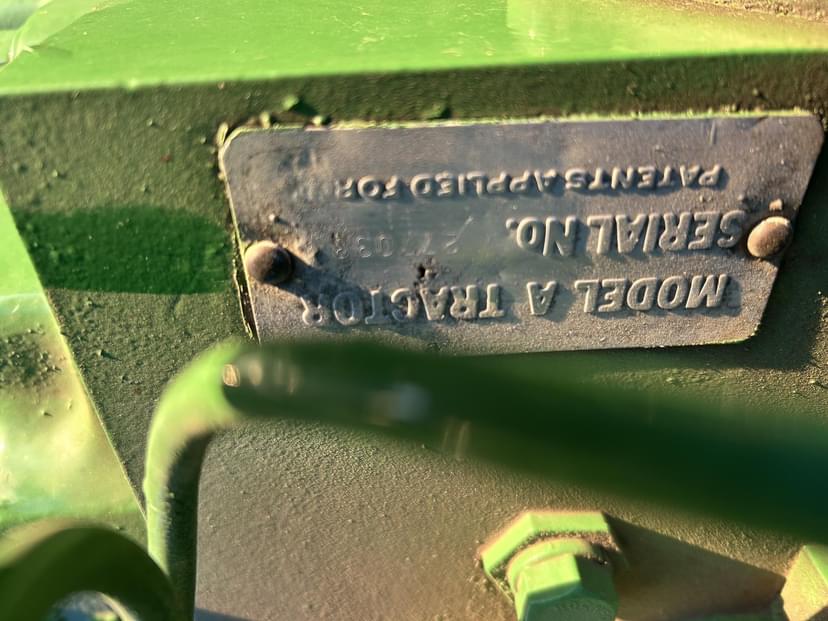 MODEL A TRACTOR
SERIAL NO.
PATENTS APPLIED FOR